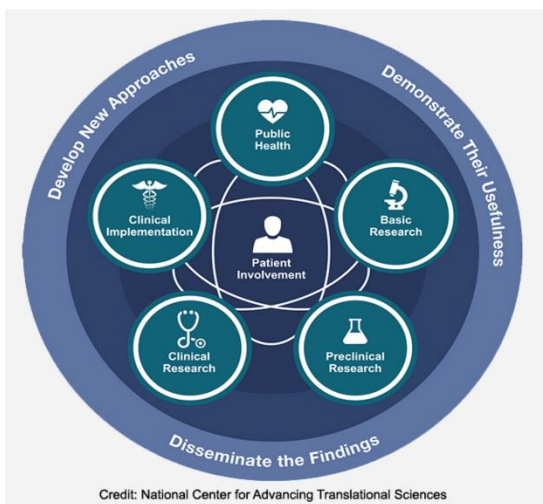 Develop New Approaches
Demonstrate Their Usefulness
Public
Health
Clinical
Implementation
Basic
Research
Patient
Involvement
Clinical
Research
Preclinical
Research
Disseminate the Findings
Credit: National Center for Advancing Translational Sciences